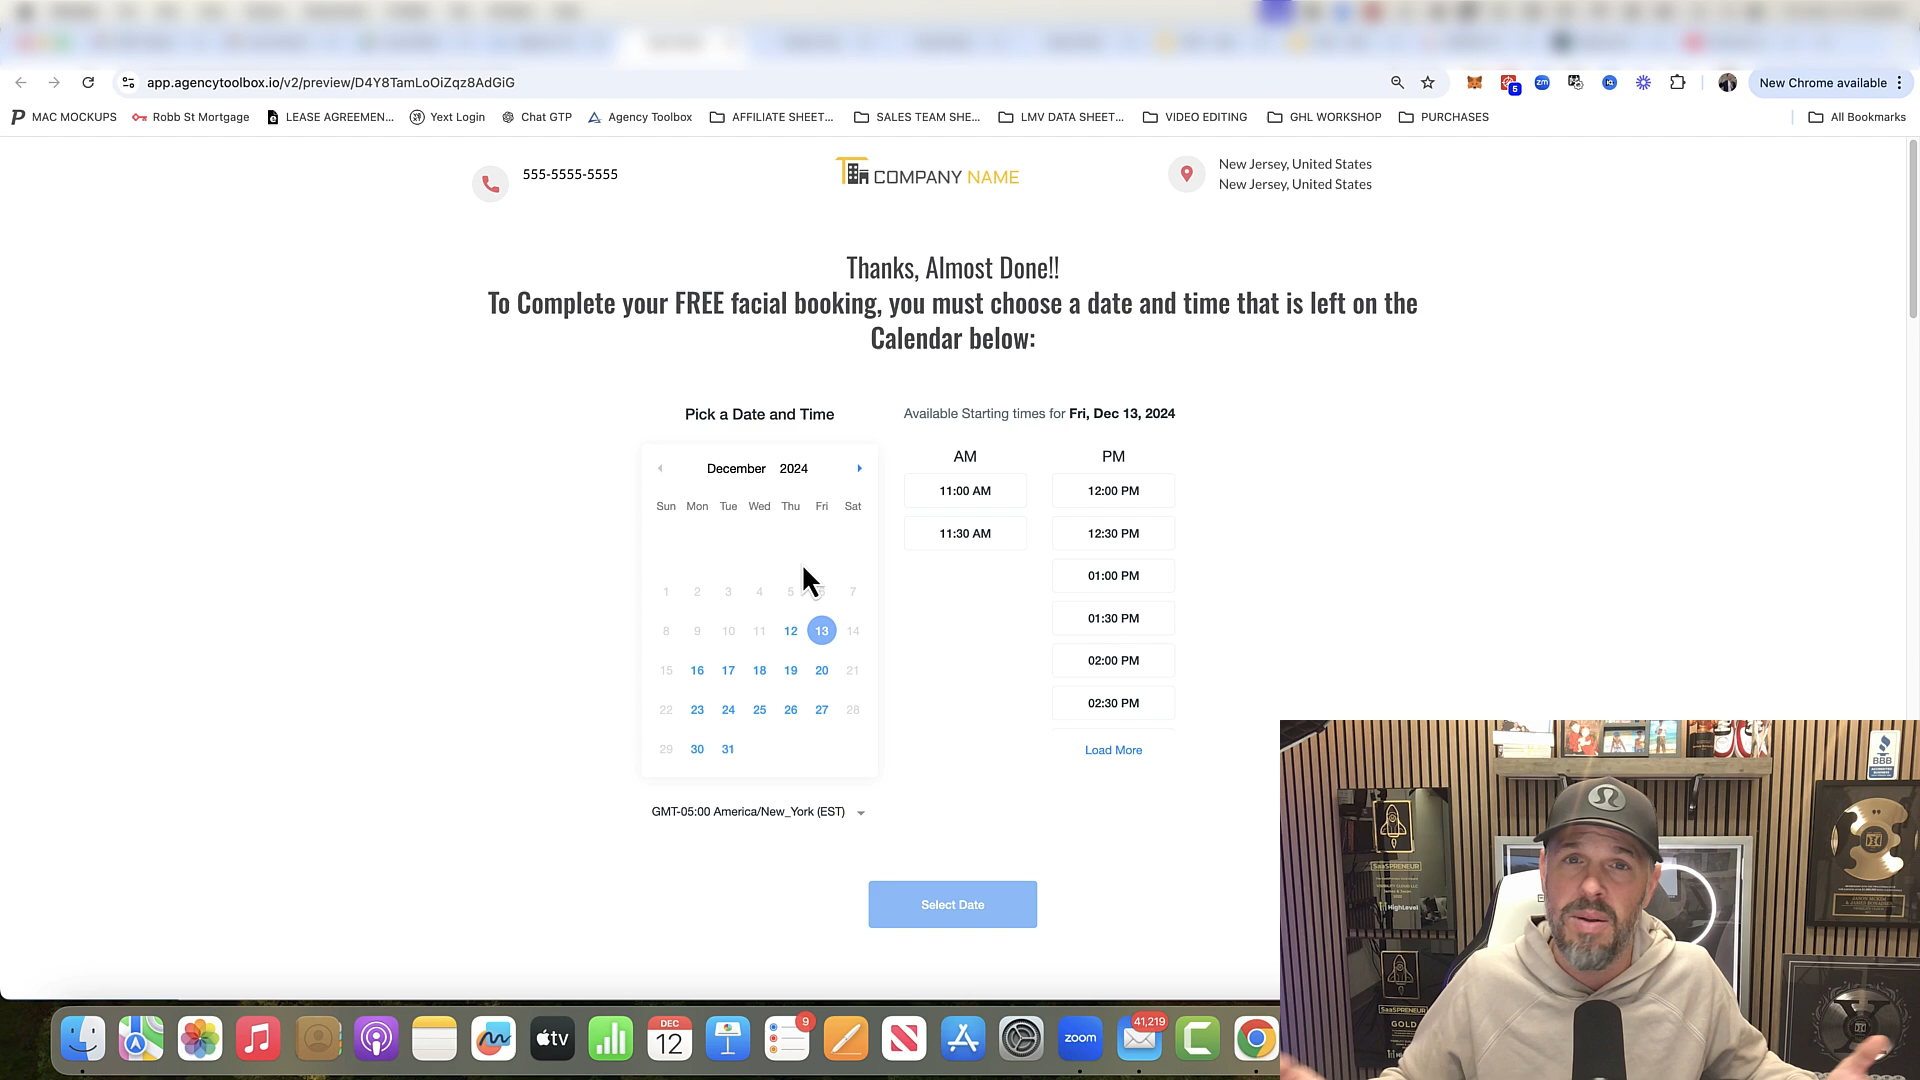 app.agencytoolbox.io/v2/preview/D4Y8TamLoOiZqz8AdGiG
5
zm
New Chrome available
MAC MOCKUPS
Robb St Mortgage
LEASE AGREEMEN...
Yext Login
Chat GTP
Agency Toolbox
AFFILIATE SHEET...
SALES TEAM SHE...
LMV DATA SHEET...
VIDEO EDITING
GHL WORKSHOP
PURCHASES
All Bookmarks
555-5555-5555
COMPANY NAME
New Jersey, United States
New Jersey, United States
Thanks, Almost Done!!
To Complete your FREE facial booking, you must choose a date and time that is left on the
Calendar below:
Pick a Date and Time
Available Starting times for Fri, Dec 13, 2024
December 2024
AM
PM
Sun Mon Tue Wed Thu Fri Sat
11:00 AM
12:00 PM
11:30 AM
12:30 PM
01:00 PM
01:30 PM
02:00 PM
02:30 PM
Load More
1 2 3 4 5 7
8 9 10 11 12 13 14
15 16 17 18 19 20 21
22 23 24 25 26 27 28
29 30 31
GMT-05:00 America/New_York (EST)
Select Date
BBB
SaaSPRENEUR
HighLevel
SaaSPRENEUR
GOLD
DEC
12
9
tv
zoom
41,219